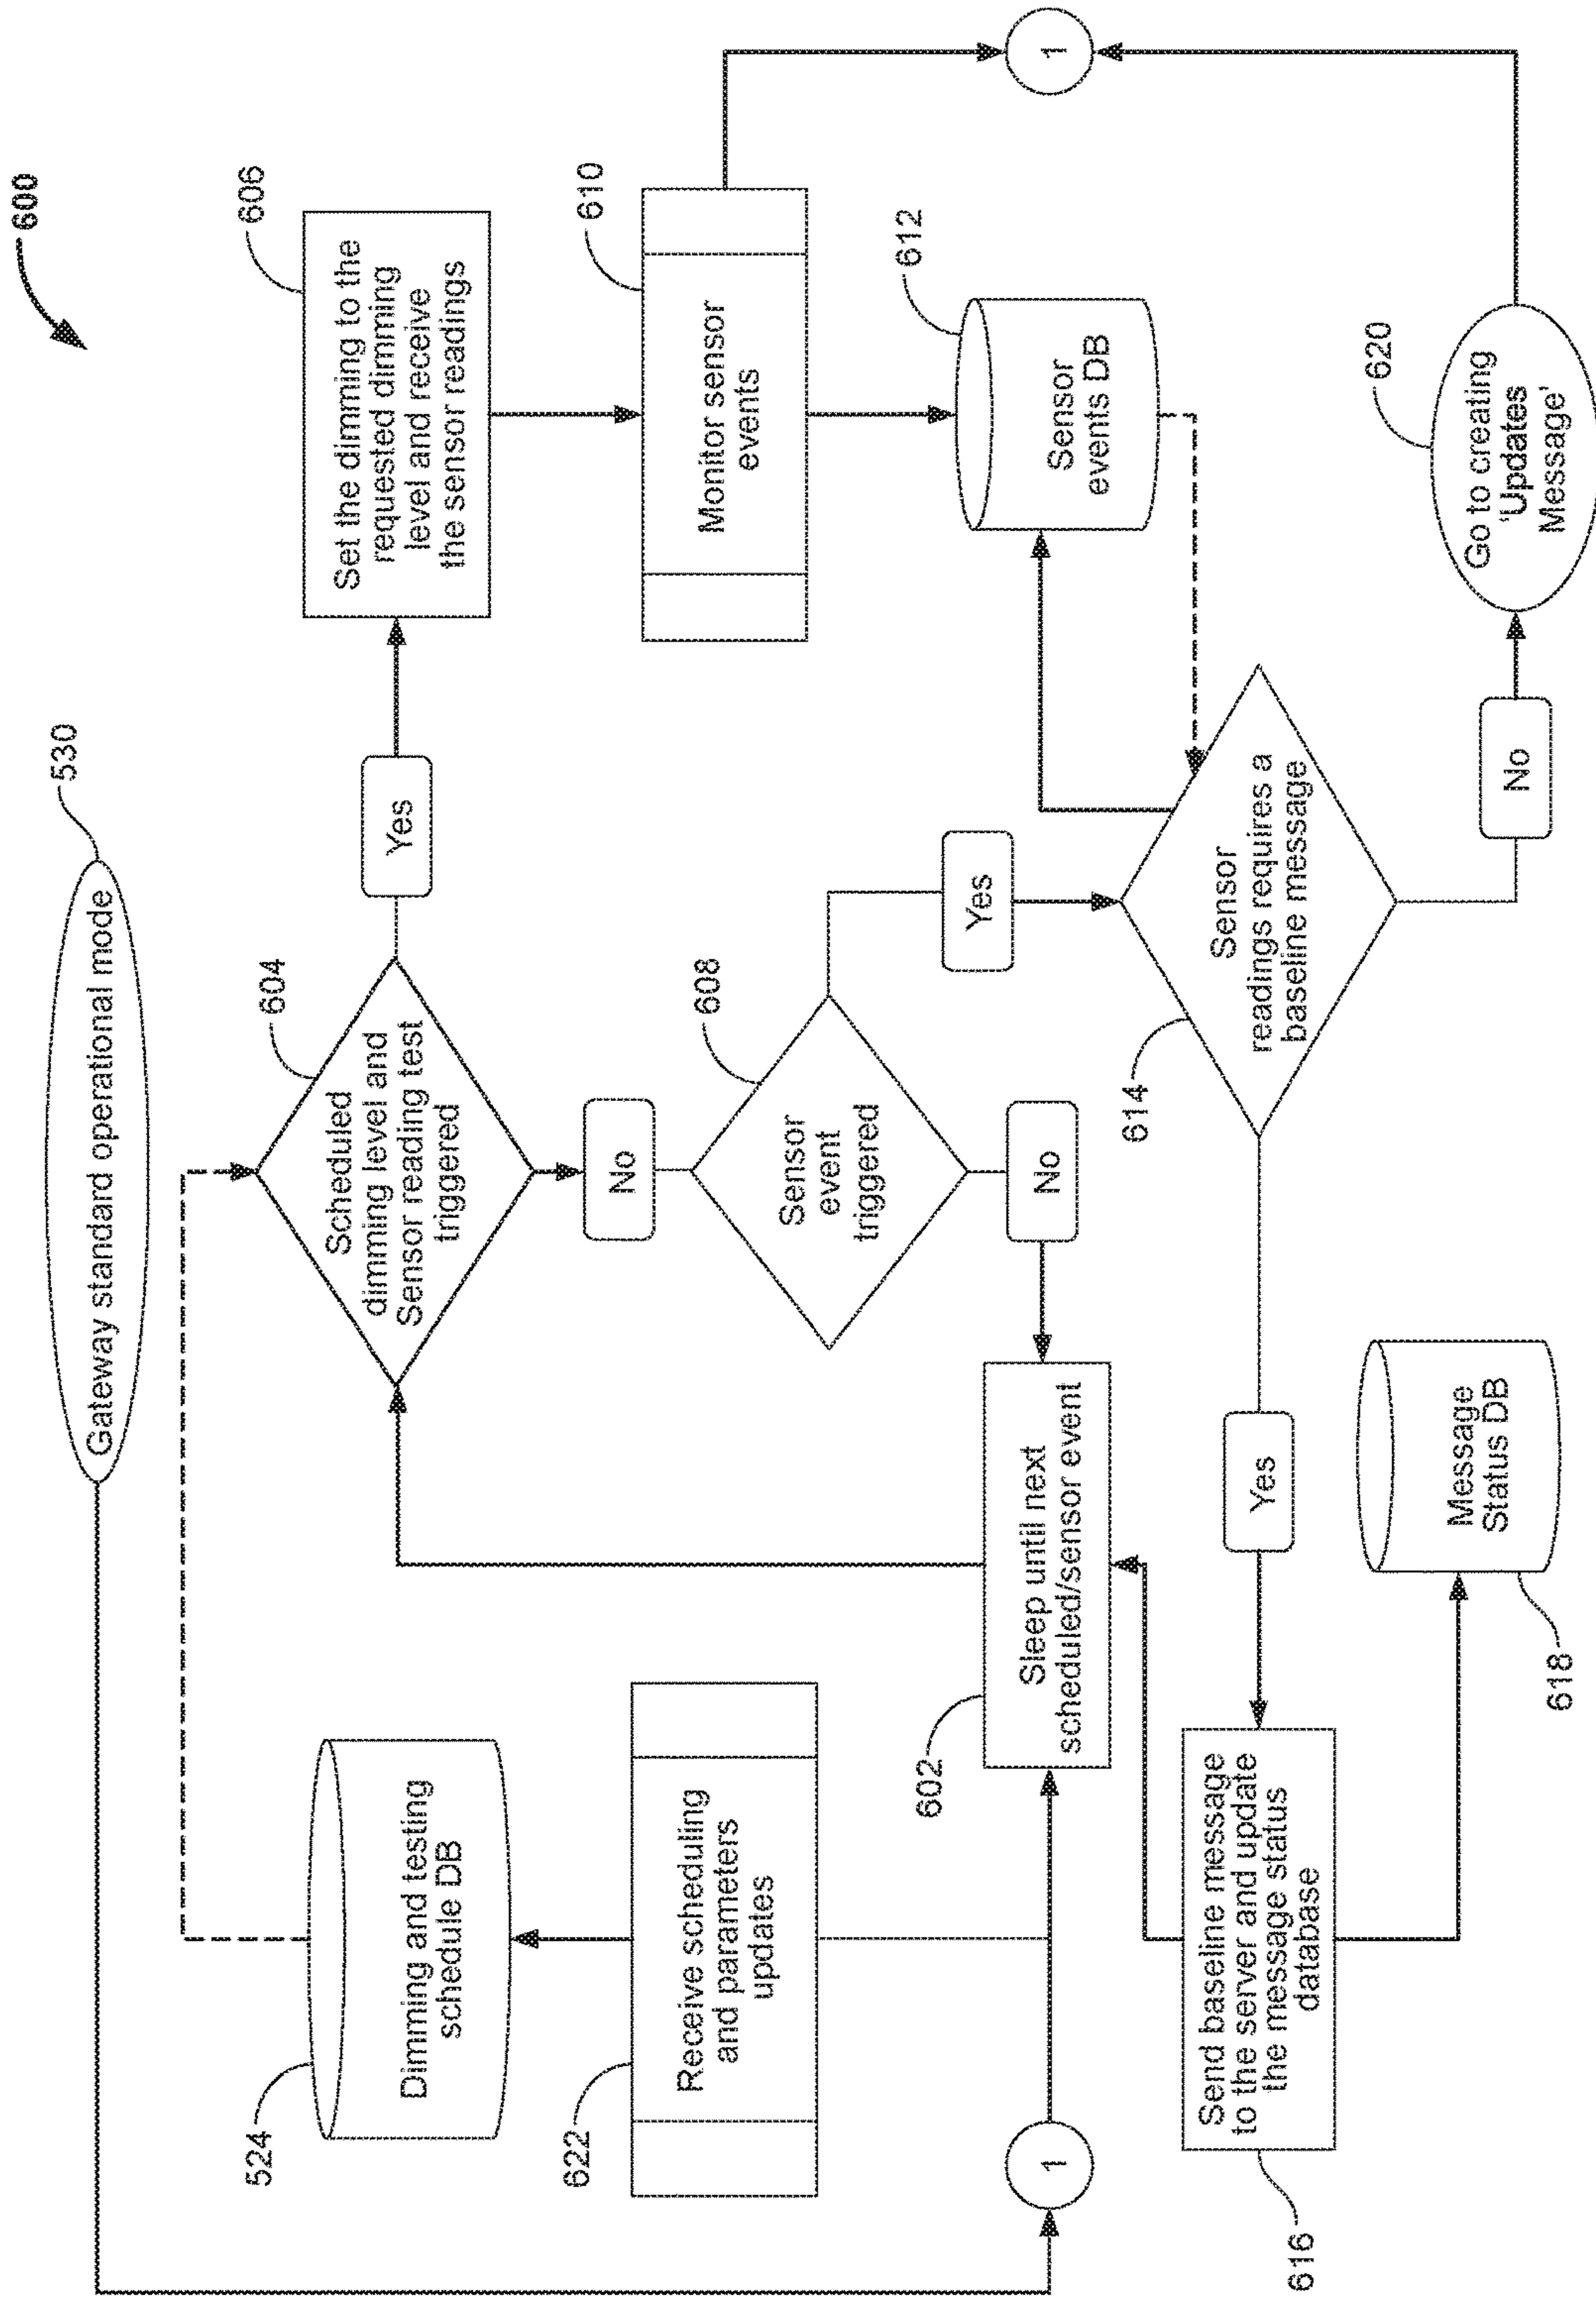 600
Gateway standard operational mode
530
524
Dimming and testing
schedule DB
Scheduled
dimming level and
Sensor reading test
triggered
604
Yes
Set the dimming to the
requested dimming
level and receive
the sensor readings
606
622
Receive scheduling
and parameters
updates
No
Sensor
event
triggered
608
Monitor sensor
events
610
1
602
Sleep until next
scheduled/sensor event
No
Yes
Sensor
events DB
612
1
616
Send baseline message
to the server and update
the message status
database
Yes
614
Sensor
readings requires a
baseline message
618
Message
Status DB
No
Go to creating
'Updates
Message'
620